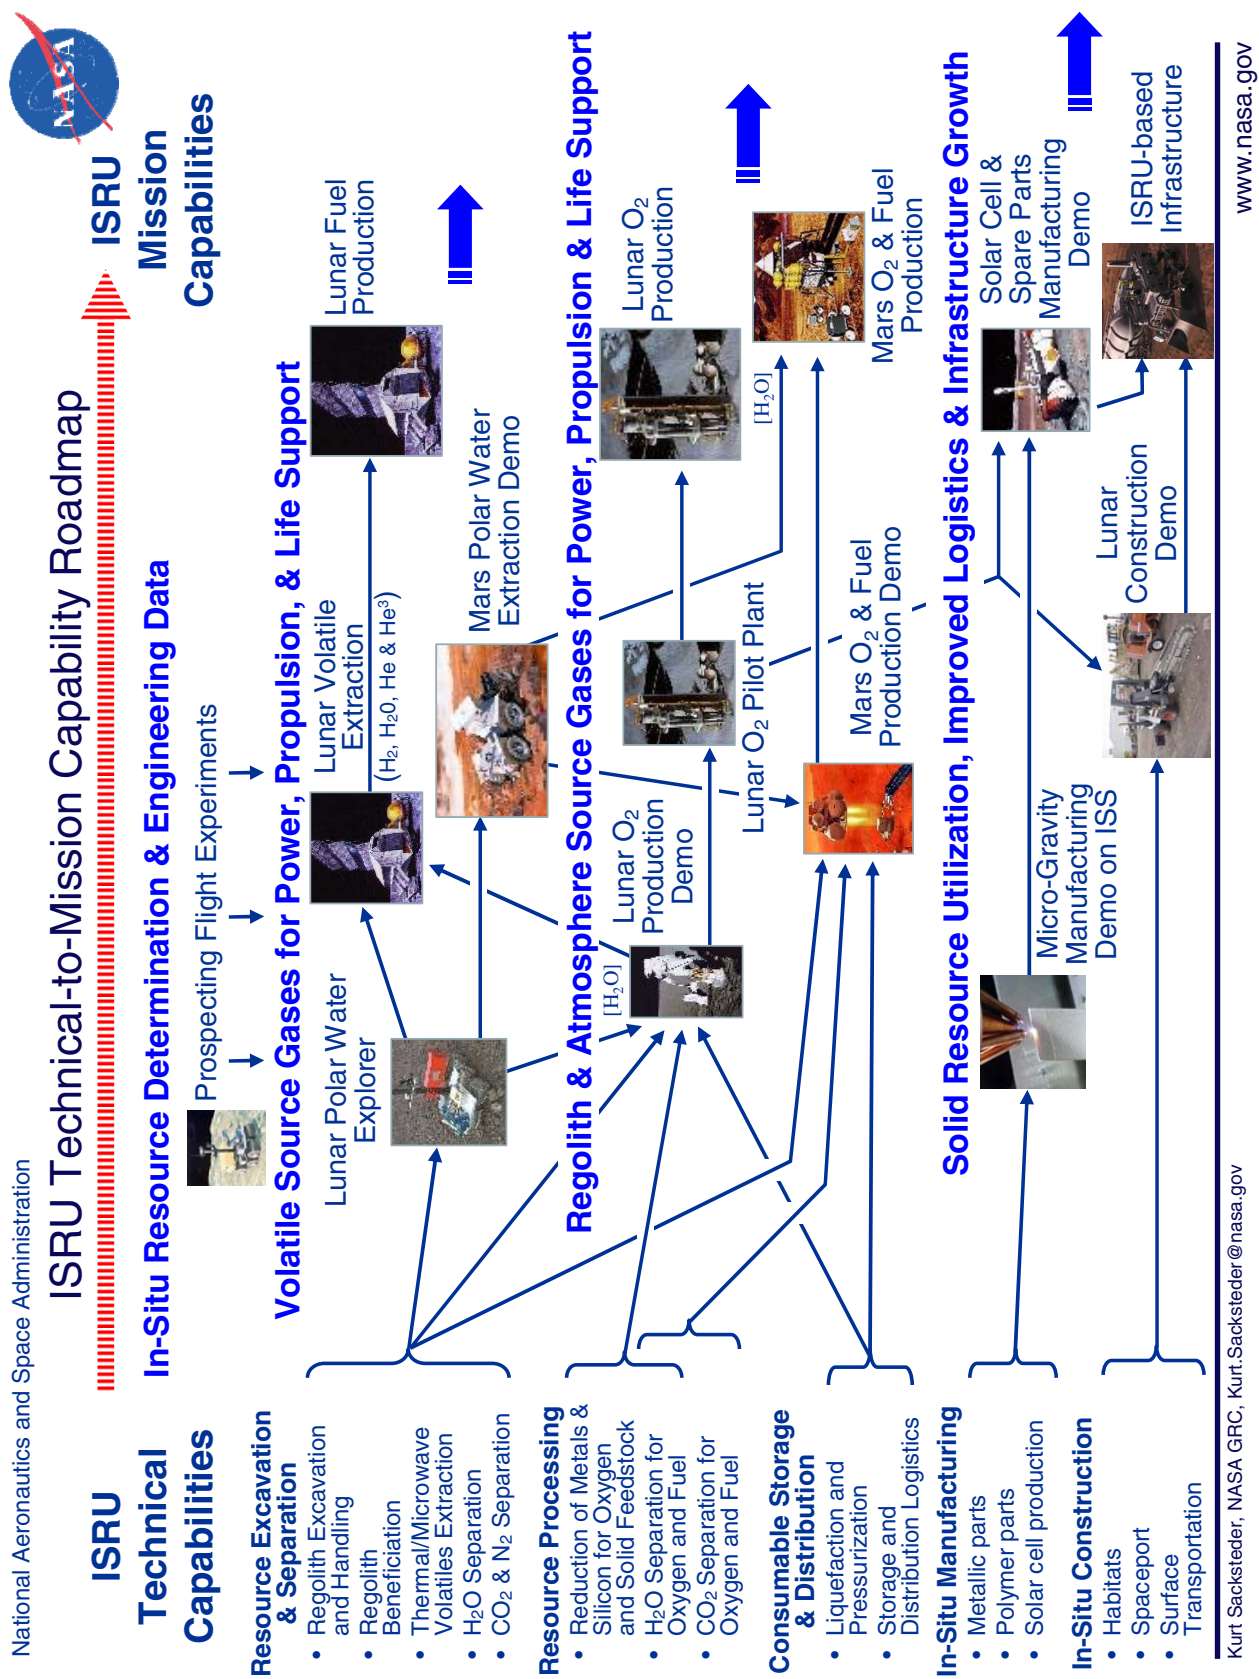 National Aeronautics and Space Administration
NASA
ISRU Technical-to-Mission Capability Roadmap
ISRU
Technical
Capabilities
ISRU
Mission
Capabilities
In-Situ Resource Determination & Engineering Data
Prospecting Flight Experiments
Resource Excavation
& Separation
• Regolith Excavation
and Handling
• Regolith
Beneficiation
• Thermal/Microwave
Volatiles Extraction
• H₂O Separation
• CO₂ & N₂ Separation
Volatile Source Gases for Power, Propulsion, & Life Support
Lunar Polar Water
Explorer
Lunar Volatile
Extraction
(H₂, H₂0, He & He³)
Lunar Fuel
Production
Mars Polar Water
Extraction Demo
Resource Processing
• Reduction of Metals &
Silicon for Oxygen
and Solid Feedstock
• H₂O Separation for
Oxygen and Fuel
• CO₂ Separation for
Oxygen and Fuel
Regolith & Atmosphere Source Gases for Power, Propulsion & Life Support
[H₂O]
Lunar O₂
Production
Demo
Lunar O₂ Pilot Plant
Lunar O₂
Production
[H₂O]
Consumable Storage
& Distribution
• Liquefaction and
Pressurization
• Storage and
Distribution Logistics
Mars O₂ & Fuel
Production Demo
Mars O₂ & Fuel
Production
In-Situ Manufacturing
• Metallic parts
• Polymer parts
• Solar cell production
Solid Resource Utilization, Improved Logistics & Infrastructure Growth
Micro-Gravity
Manufacturing
Demo on ISS
Solar Cell &
Spare Parts
Manufacturing
Demo
In-Situ Construction
• Habitats
• Spaceport
• Surface
Transportation
Lunar
Construction
Demo
ISRU-based
Infrastructure
Kurt Sacksteder, NASA GRC, Kurt.Sacksteder@nasa.gov
www.nasa.gov